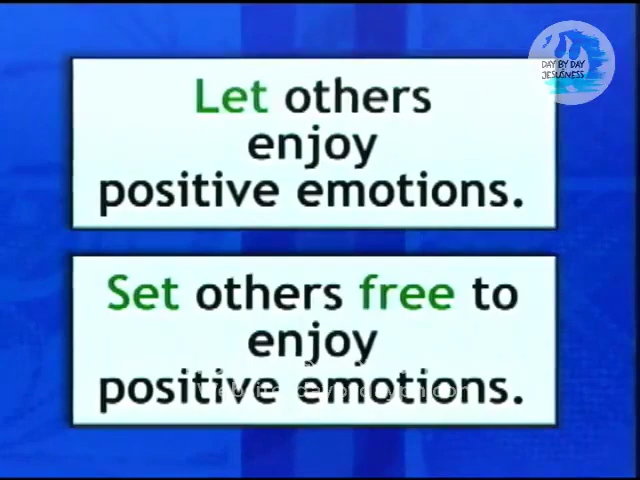 DAY BY DAY
JESUSNESS
Let others
enjoy
positive emotions.
Set others free to
enjoy
positive emotions.